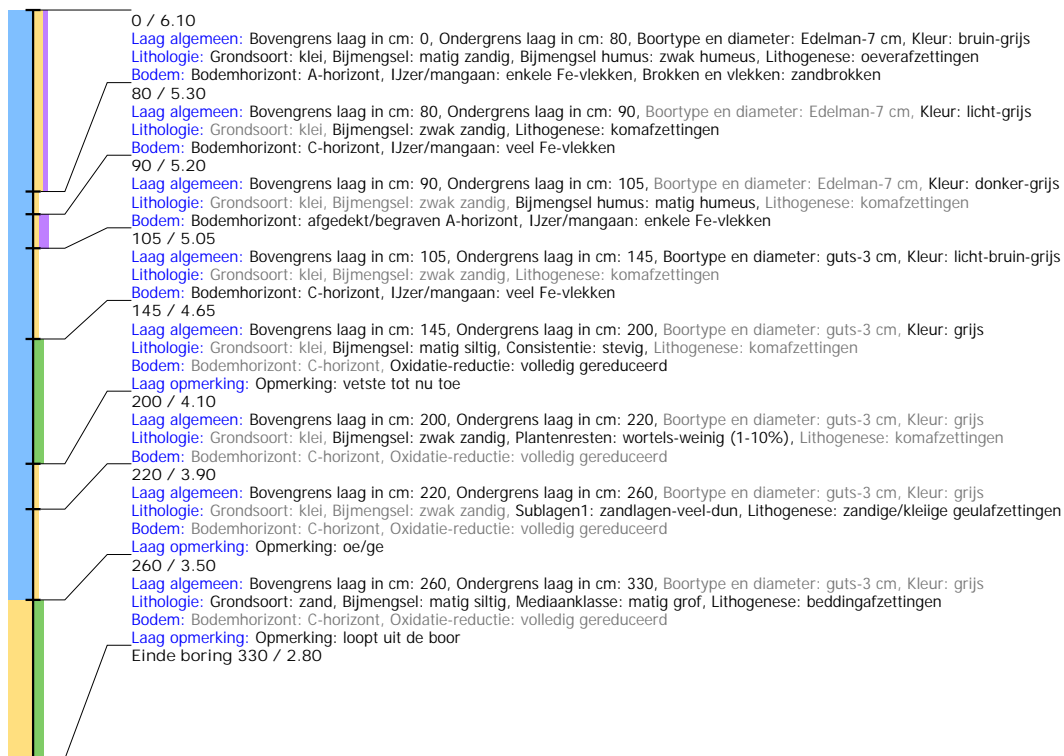 0 / 6.10
Laag algemeen: Bovengrens laag in cm: 0, Ondergrens laag in cm: 80, Boortype en diameter: Edelman-7 cm, Kleur: bruin-grijs
Lithologie: Grondsoort: klei, Bijmengsel: matig zandig, Bijmengsel humus: zwak humeus, Lithogenese: oeverafzettingen
Bodem: Bodemhorizont: A-horizont, IJzer/mangaan: enkele Fe-vlekken, Brokken en vlekken: zandbrokken
80 / 5.30
Laag algemeen: Bovengrens laag in cm: 80, Ondergrens laag in cm: 90, Boortype en diameter: Edelman-7 cm, Kleur: licht-grijs
Lithologie: Grondsoort: klei, Bijmengsel: zwak zandig, Lithogenese: komafzettingen
Bodem: Bodemhorizont: C-horizont, IJzer/mangaan: veel Fe-vlekken
90 / 5.20
Laag algemeen: Bovengrens laag in cm: 90, Ondergrens laag in cm: 105, Boortype en diameter: Edelman-7 cm, Kleur: donker-grijs
Lithologie: Grondsoort: klei, Bijmengsel: zwak zandig, Bijmengsel humus: matig humeus, Lithogenese: komafzettingen
Bodem: Bodemhorizont: afgedekt/begraven A-horizont, IJzer/mangaan: enkele Fe-vlekken
105 / 5.05
Laag algemeen: Bovengrens laag in cm: 105, Ondergrens laag in cm: 145, Boortype en diameter: guts-3 cm, Kleur: licht-bruin-grijs
Lithologie: Grondsoort: klei, Bijmengsel: zwak zandig, Lithogenese: komafzettingen
Bodem: Bodemhorizont: C-horizont, IJzer/mangaan: veel Fe-vlekken
145 / 4.65
Laag algemeen: Bovengrens laag in cm: 145, Ondergrens laag in cm: 200, Boortype en diameter: guts-3 cm, Kleur: grijs
Lithologie: Grondsoort: klei, Bijmengsel: matig siltig, Consistentie: stevig, Lithogenese: komafzettingen
Bodem: Bodemhorizont: C-horizont, Oxidatie-reductie: volledig gereduceerd
Laag opmerking: Opmerking: vetste tot nu toe
200 / 4.10
Laag algemeen: Bovengrens laag in cm: 200, Ondergrens laag in cm: 220, Boortype en diameter: guts-3 cm, Kleur: grijs
Lithologie: Grondsoort: klei, Bijmengsel: zwak zandig, Plantenresten: wortels-weinig (1-10%), Lithogenese: komafzettingen
Bodem: Bodemhorizont: C-horizont, Oxidatie-reductie: volledig gereduceerd
220 / 3.90
Laag algemeen: Bovengrens laag in cm: 220, Ondergrens laag in cm: 260, Boortype en diameter: guts-3 cm, Kleur: grijs
Lithologie: Grondsoort: klei, Bijmengsel: zwak zandig, Sublagen1: zandlagen-veel-dun, Lithogenese: zandige/kleiige geulafzettingen
Bodem: Bodemhorizont: C-horizont, Oxidatie-reductie: volledig gereduceerd
Laag opmerking: Opmerking: oe/ge
260 / 3.50
Laag algemeen: Bovengrens laag in cm: 260, Ondergrens laag in cm: 330, Boortype en diameter: guts-3 cm, Kleur: grijs
Lithologie: Grondsoort: zand, Bijmengsel: matig siltig, Mediaanklasse: matig grof, Lithogenese: beddingafzettingen
Bodem: Bodemhorizont: C-horizont, Oxidatie-reductie: volledig gereduceerd
Laag opmerking: Opmerking: loopt uit de boor
Einde boring 330 / 2.80